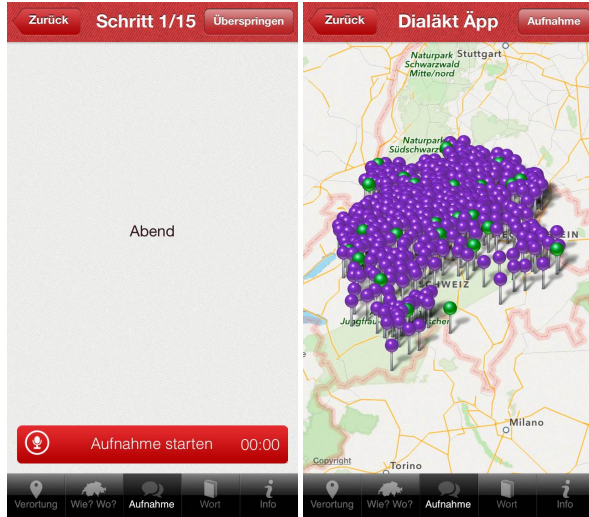 Zurück
Schritt 1/15
Überspringen
Abend
Aufnahme starten
00:00
Verortung
Wie? Wo?
Aufnahme
Wort
Info
Zurück
Dialäkt Äpp
Aufnahme
Naturpark
Schwarzwald
Mitte/nord
Stuttgart
Naturpark
EIN
SCHWEIZ
Milano
Copyright
Torino
Verortung
Wie? Wo?
Aufnahme
Wort
Info